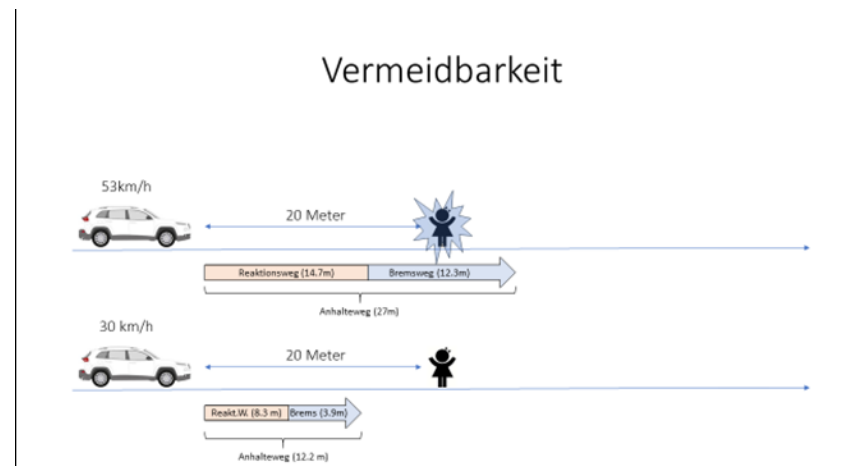 Vermeidbarkeit
53km/h
20 Meter
Reaktionsweg (14.7m)
Bremsweg (12.3m)
Anhalteweg (27m)
30 km/h
20 Meter
Reakt.W. (8.3 m)
Brems (3.9m)
Anhalteweg (12.2 m)